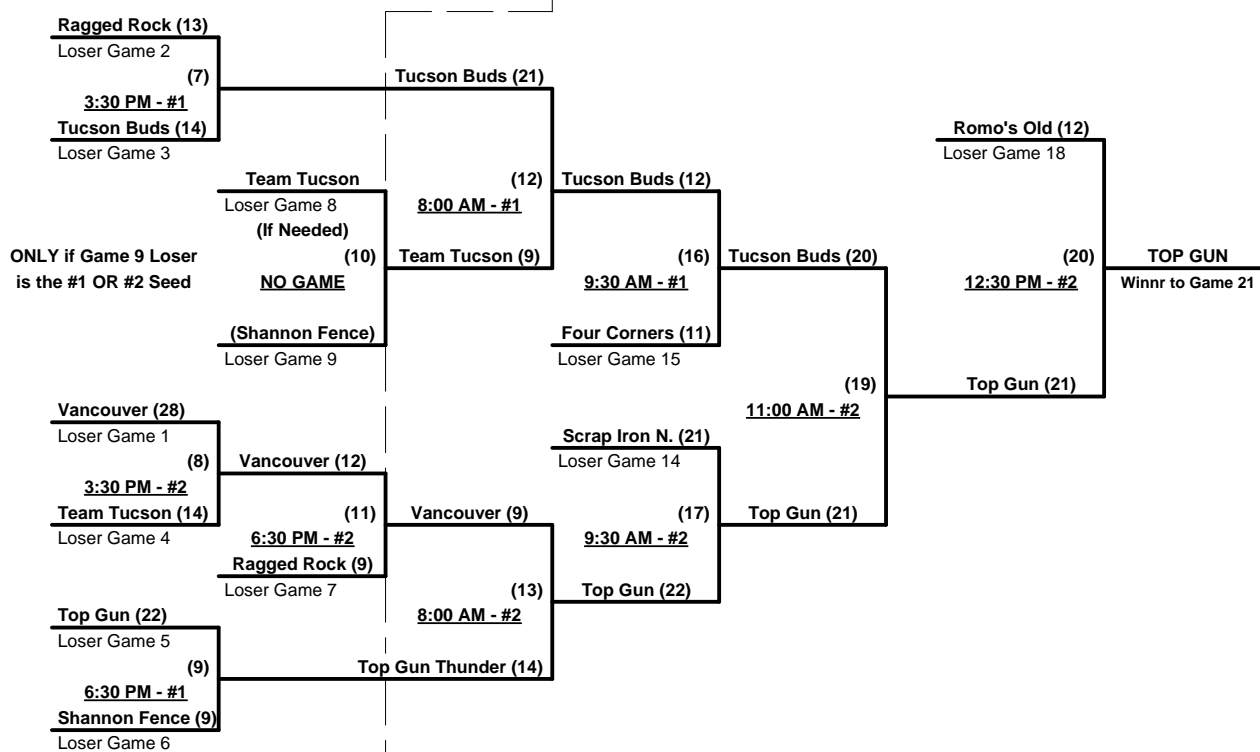 Ragged Rock (13)
Loser Game 2
(7)
3:30 PM - #1
Tucson Buds (14)
Loser Game 3
Tucson Buds (21)
Team Tucson
Loser Game 8
(If Needed)
(10)
NO GAME
(Shannon Fence)
Loser Game 9
ONLY if Game 9 Loser
is the #1 OR #2 Seed
Team Tucson (9)
(12)
8:00 AM - #1
Tucson Buds (12)
(16)
9:30 AM - #1
Four Corners (11)
Loser Game 15
Tucson Buds (20)
Vancouver (28)
Loser Game 1
(8)
3:30 PM - #2
Team Tucson (14)
Loser Game 4
Vancouver (12)
(11)
6:30 PM - #2
Ragged Rock (9)
Loser Game 7
Vancouver (9)
Top Gun (22)
Loser Game 5
(9)
6:30 PM - #1
Shannon Fence (9)
Loser Game 6
Top Gun Thunder (14)
(13)
8:00 AM - #2
Top Gun (22)
Scrap Iron N. (21)
Loser Game 14
(17)
9:30 AM - #2
Top Gun (21)
(19)
11:00 AM - #2
Top Gun (21)
Romo's Old (12)
Loser Game 18
(20)
12:30 PM - #2
TOP GUN
Winnr to Game 21